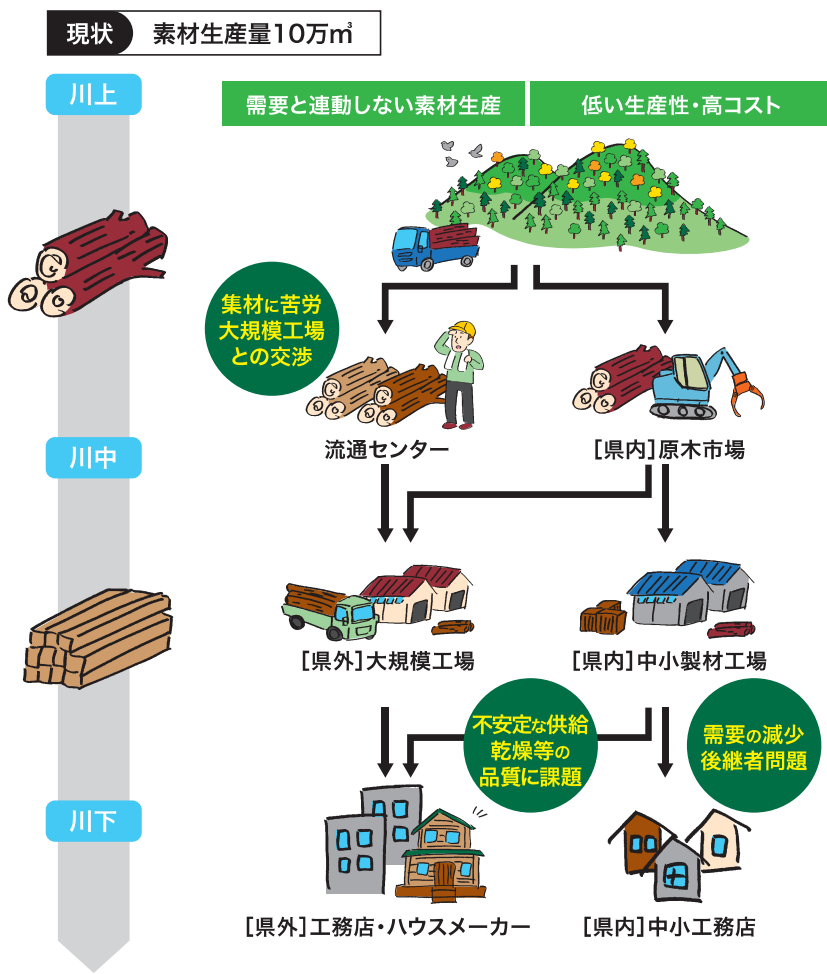 現状 素材生産量10万㎥
川上
需要と連動しない素材生産
低い生産性・高コスト
集材に苦労
大規模工場
との交渉
流通センター
[県内]原木市場
川中
[県外]大規模工場
[県内]中小製材工場
不安定な供給
乾燥等の
品質に課題
需要の減少
後継者問題
川下
[県外]工務店・ハウスメーカー
[県内]中小工務店